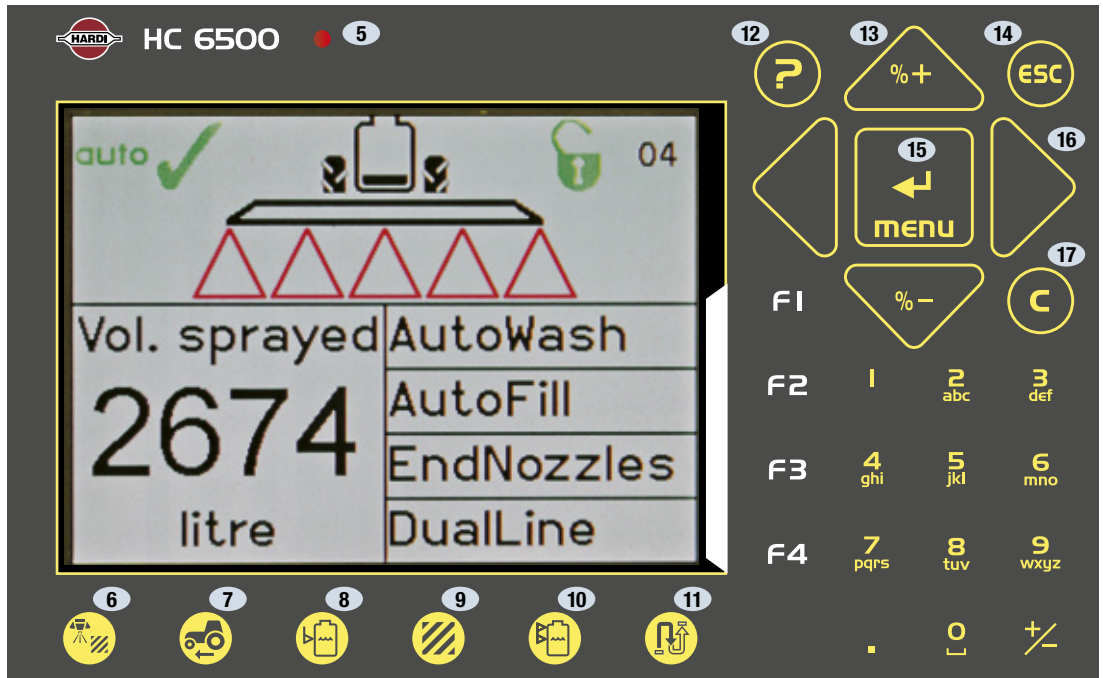 HARDI HC 6500 5
12 13 14
? %+ ESC
auto 04
15 16
menu
17
F1 %- C
Vol. sprayed AutoWash
2674 AutoFill
F2 1 2 abc 3 def
EndNozzles
F3 4 ghi 5 jkl 6 mno
litre DualLine
F4 7 pqrs 8 tuv 9 wxyz
6 7 8 9 10 11
. 0 +/-